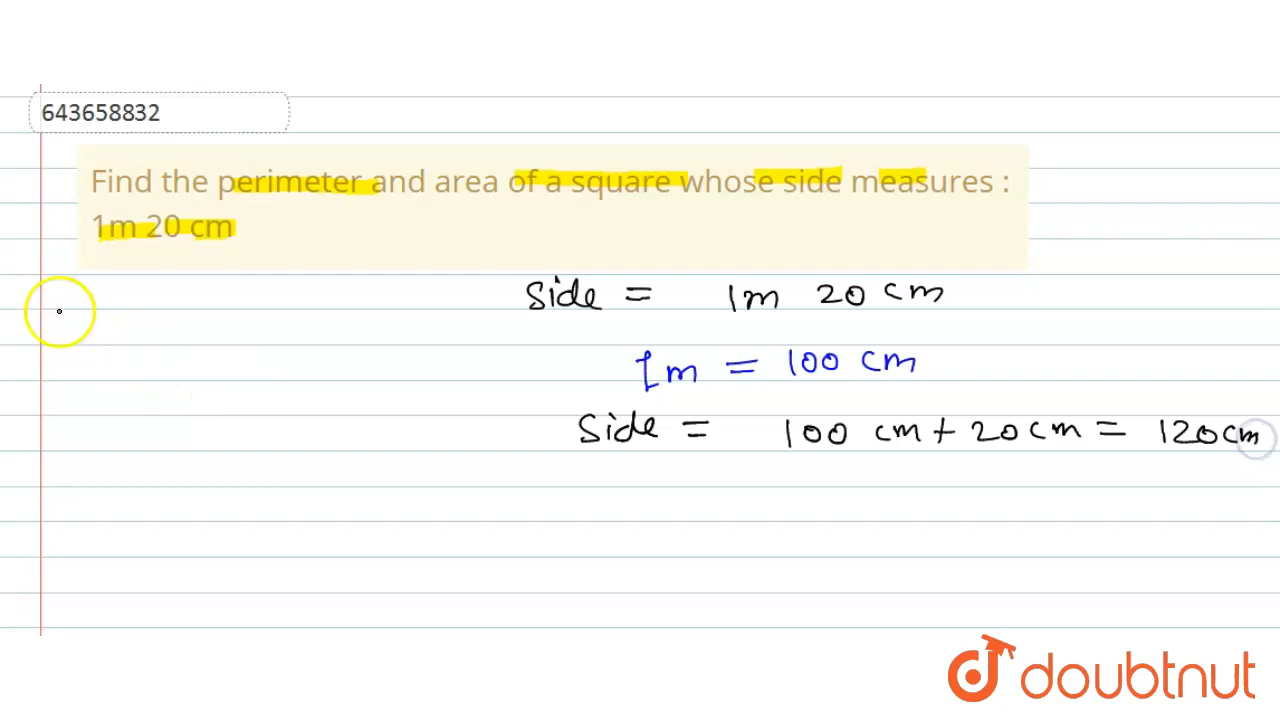 643658832
Find the perimeter and area of a square whose side measures :
1m 20 cm
Side = 1m 20 cm
1m = 100 cm
Side = 100 cm + 20 cm = 120 cm
doubtnut